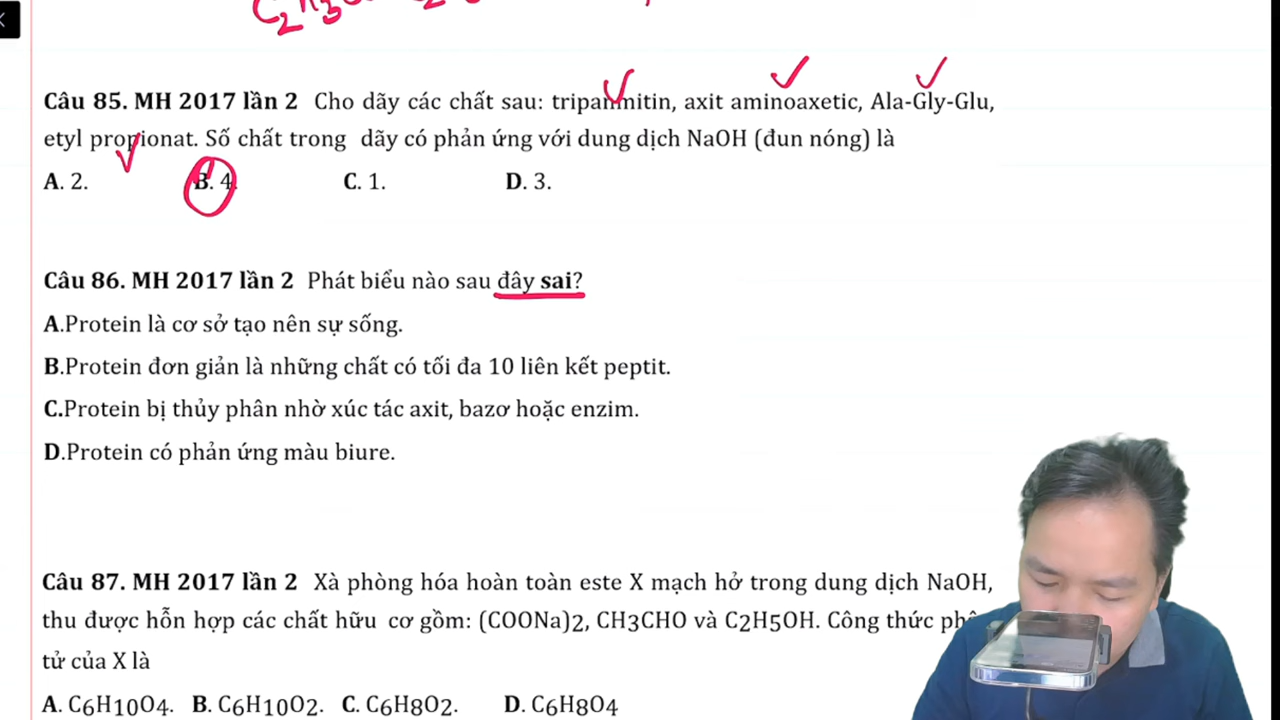 Câu 85. MH 2017 lần 2 Cho dãy các chất sau: tripanmitin, axit aminoaxetic, Ala-Gly-Glu,
etyl propionat. Số chất trong dãy có phản ứng với dung dịch NaOH (đun nóng) là
A. 2. B. 4. C. 1. D. 3.
Câu 86. MH 2017 lần 2 Phát biểu nào sau đây sai?
A.Protein là cơ sở tạo nên sự sống.
B.Protein đơn giản là những chất có tối đa 10 liên kết peptit.
C.Protein bị thủy phân nhờ xúc tác axit, bazơ hoặc enzim.
D.Protein có phản ứng màu biure.
Câu 87. MH 2017 lần 2 Xà phòng hóa hoàn toàn este X mạch hở trong dung dịch NaOH,
thu được hỗn hợp các chất hữu cơ gồm: (COONa)2, CH3CHO và C2H5OH. Công thức
tử của X là
A. C6H10O4. B. C6H10O2. C. C6H8O2. D. C6H8O4